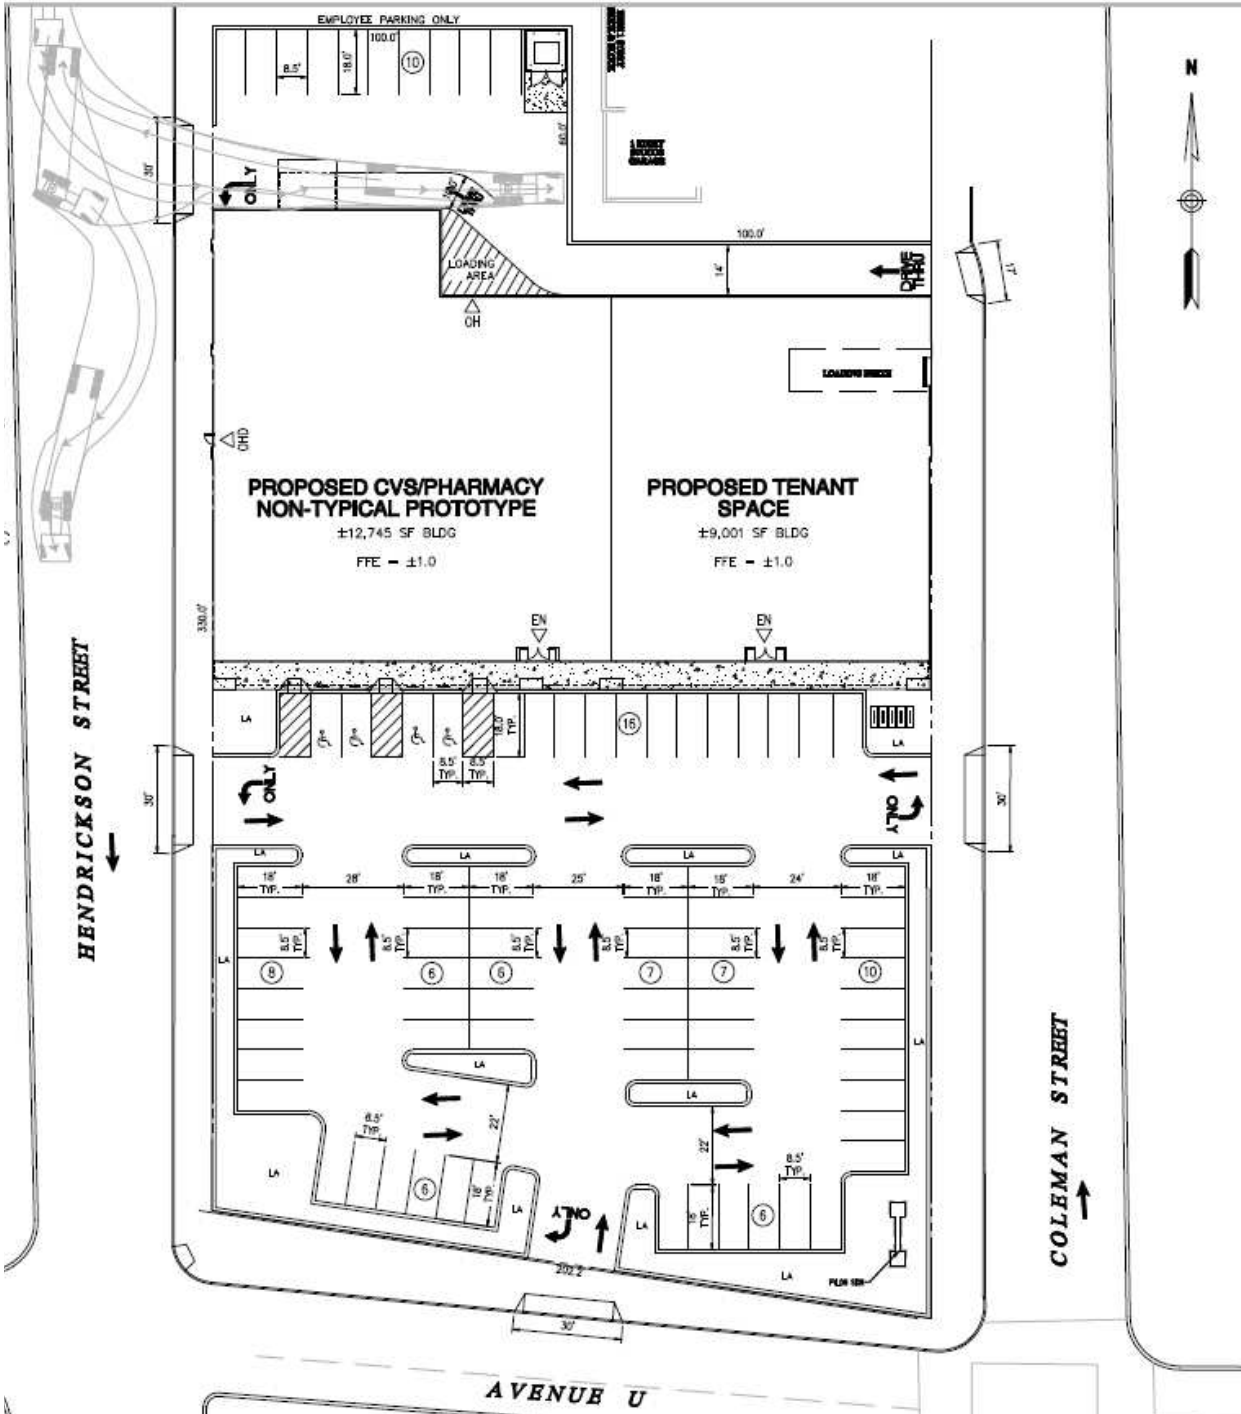 EMPLOYEE PARKING ONLY
100.0'
8.5'
18.0'
10
N
60.0'
30'
ONLY
100.0'
14'
DRIVE
THRU
17'
LOADING
AREA
OH
OHD
PROPOSED CVS/PHARMACY
NON-TYPICAL PROTOTYPE
±12,745 SF BLDG
FFE - ±1.0
PROPOSED TENANT
SPACE
±9,001 SF BLDG
FFE - ±1.0
330.0'
EN
EN
LA
18.0'
TYP.
16
LA
8.5'
TYP.
8.5'
TYP.
30'
ONLY
ONLY
30'
HENDRICKSON STREET
LA
LA
LA
LA
18'
TYP.
28'
18'
TYP.
18'
TYP.
25'
18'
TYP.
18'
TYP.
24'
18'
TYP.
8.5'
TYP.
8.5'
TYP.
8.5'
TYP.
8.5'
TYP.
8.5'
TYP.
8.5'
TYP.
LA
8
6
6
7
7
10
LA
LA
LA
22'
22'
8.5'
TYP.
8.5'
TYP.
LA
6
18'
TYP.
LA
ONLY
LA
18'
TYP.
6
LA
PYLON SIGN
202.2'
30'
COLEMAN STREET
AVENUE U